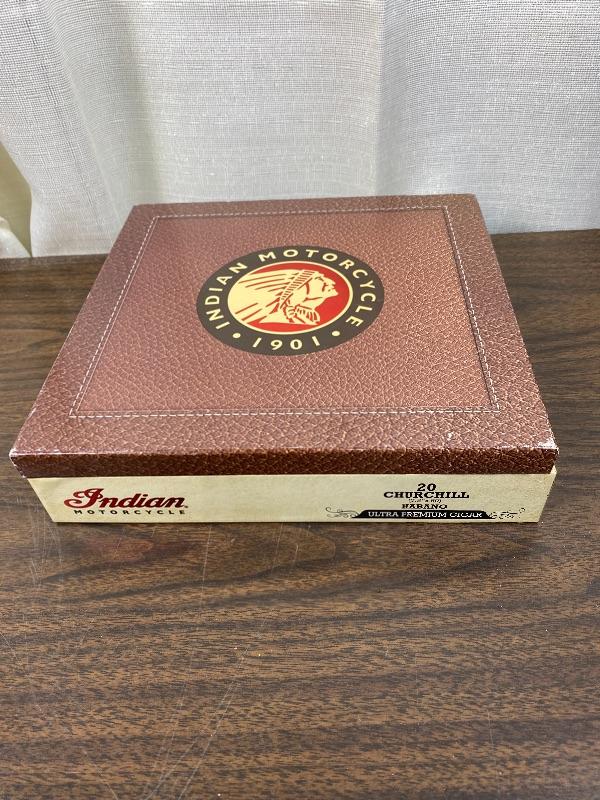 INDIAN MOTORCYCLE
• 1901 •
Indian
MOTORCYCLE
20
CHURCHILL
HABANO
ULTRA PREMIUM CIGAR